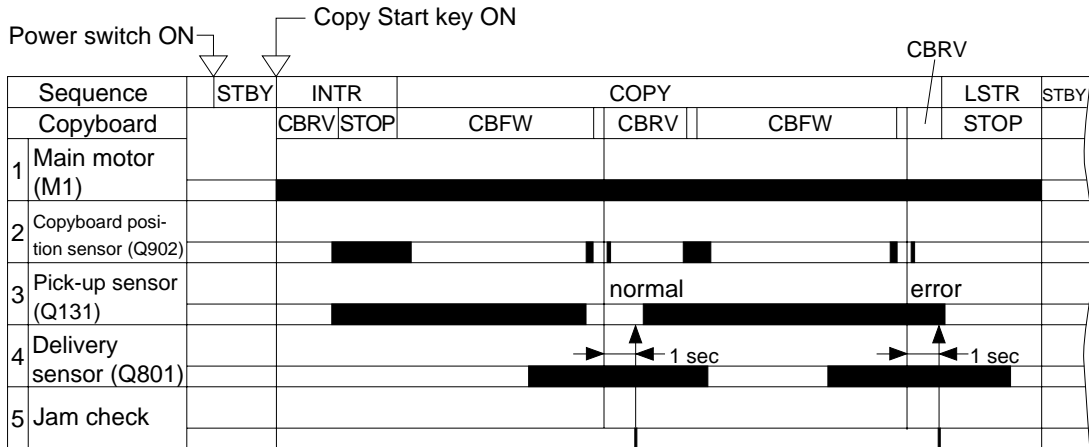 Copy Start key ON
Power switch ON
CBRV
Sequence STBY INTR COPY LSTR STBY
Copyboard CBRV STOP CBFW CBRV CBFW STOP
1 Main motor
(M1)
2 Copyboard posi-
tion sensor (Q902)
3 Pick-up sensor
(Q131)
normal error
4 Delivery
sensor (Q801)
1 sec 1 sec
5 Jam check